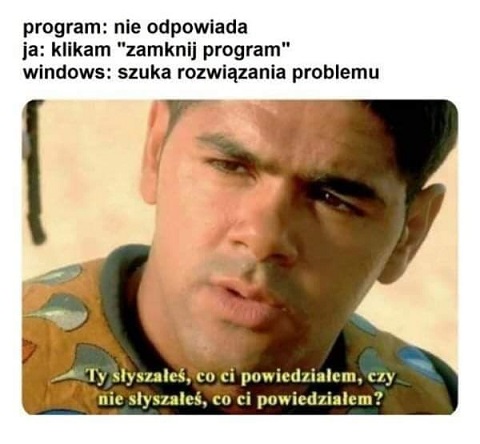 program: nie odpowiada
ja: klikam "zamknij program"
windows: szuka rozwiązania problemu
Ty słyszałeś, co ci powiedziałem, czy
nie słyszałeś, co ci powiedziałem?